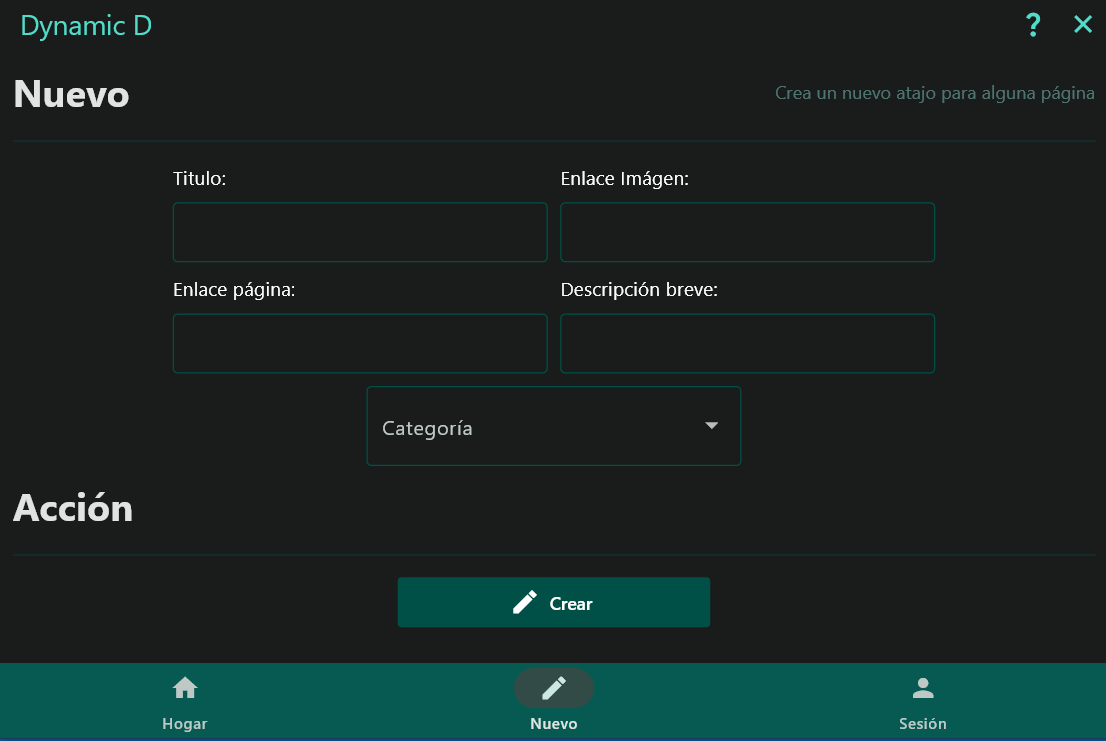 Dynamic D ?
Nuevo
Crea un nuevo atajo para alguna página
Titulo:
Enlace Imágen:
Enlace página:
Descripción breve:
Categoría
Acción
Crear
Hogar
Nuevo
Sesión